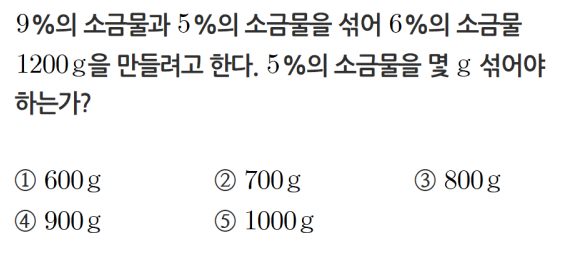 9%의 소금물과 5%의 소금물을 섞어 6%의 소금물
1200g을 만들려고 한다. 5%의 소금물을 몇 g 섞어야
하는가?
① 600g ② 700g ③ 800g
④ 900g ⑤ 1000g